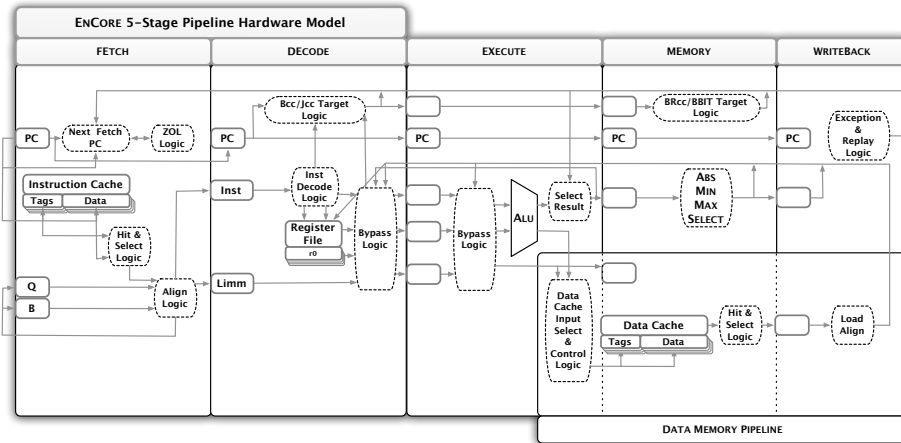 EnCore 5-Stage Pipeline Hardware Model
FETCH
DECODE
EXECUTE
MEMORY
WRITEBACK
Bcc/Jcc Target
Logic
BRcc/BBIT Target
Logic
PC
Next Fetch
PC
ZOL
Logic
PC
PC
PC
Exception
&
Replay
Logic
Instruction Cache
Tags
Data
Inst
Inst
Decode
Logic
Select
Result
ABS
MIN
MAX
SELECT
ALU
Hit &
Select
Logic
Register
File
r0
Bypass
Logic
Bypass
Logic
Q
B
Align
Logic
Limm
Data
Cache
Input
Select
&
Control
Logic
Data Cache
Tags
Data
Hit &
Select
Logic
Load
Align
DATA MEMORY PIPELINE